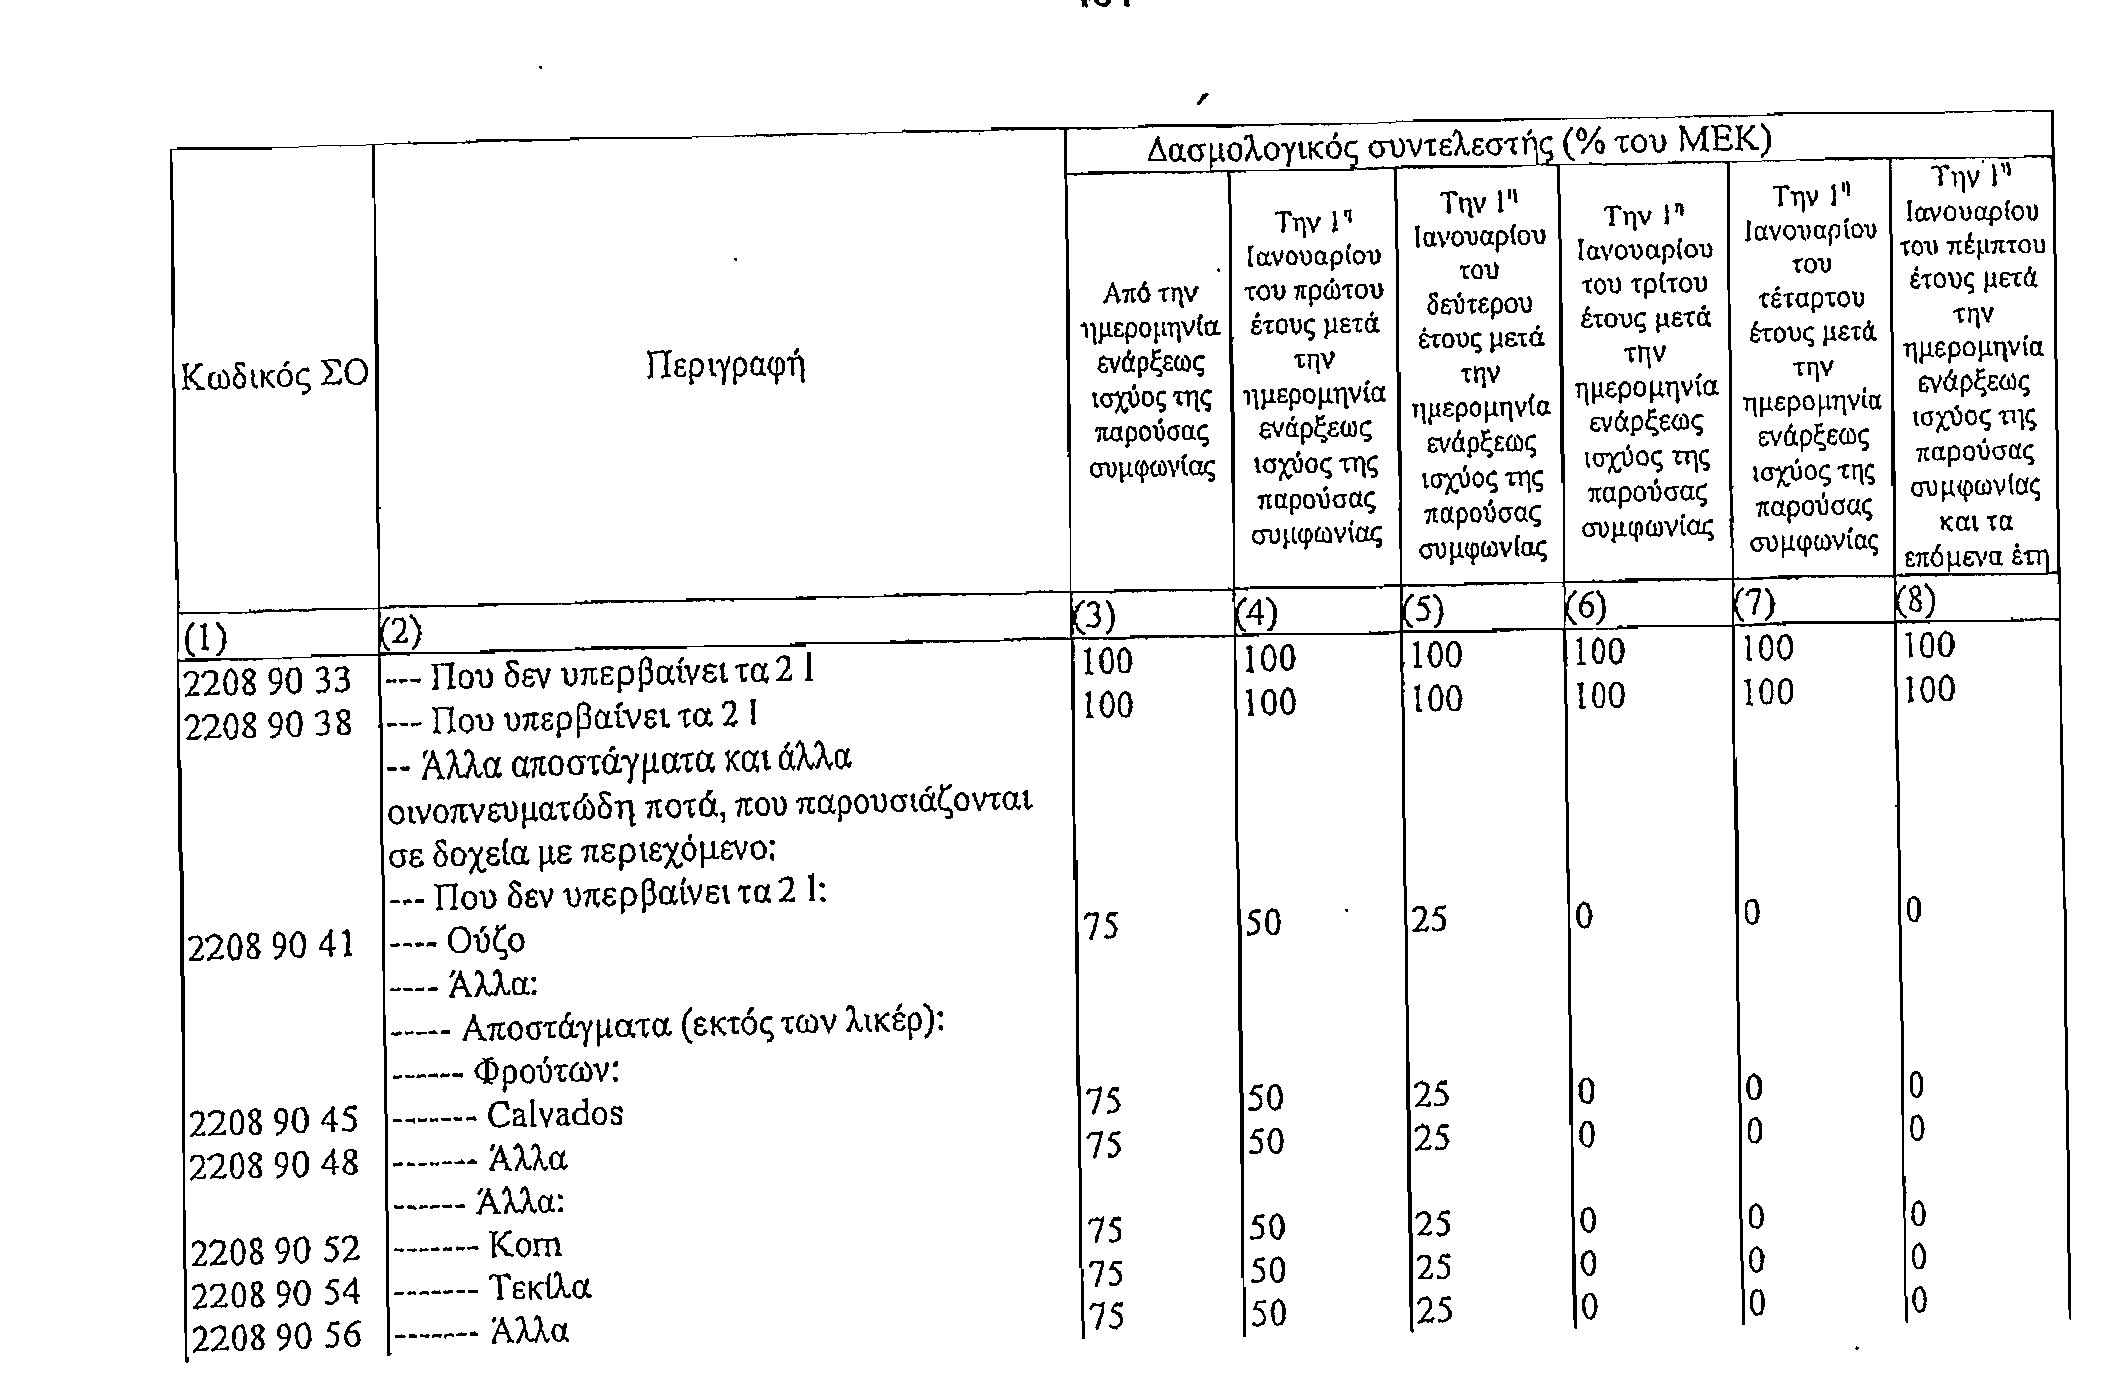 Δασμολογικός συντελεστής (% του ΜΕΚ)
Κωδικός ΣΟ
Περιγραφή
Από την
ημερομηνία
ενάρξεως
ισχύος της
παρούσας
συμφωνίας
Την 1η
Ιανουαρίου
του πρώτου
έτους μετά
την
ημερομηνία
ενάρξεως
ισχύος της
παρούσας
συμφωνίας
Την 1η
Ιανουαρίου
του
δεύτερου
έτους μετά
την
ημερομηνία
ενάρξεως
ισχύος της
παρούσας
συμφωνίας
Την 1η
Ιανουαρίου
του τρίτου
έτους μετά
την
ημερομηνία
ενάρξεως
ισχύος της
παρούσας
συμφωνίας
Την 1η
Ιανουαρίου
του
τέταρτου
έτους μετά
την
ημερομηνία
ενάρξεως
ισχύος της
παρούσας
συμφωνίας
Την 1η
Ιανουαρίου
του πέμπτου
έτους μετά
την
ημερομηνία
ενάρξεως
ισχύος της
παρούσας
συμφωνίας
και τα
επόμενα έτη
(1) (2) (3) (4) (5) (6) (7) (8)
2208 90 33 --- Που δεν υπερβαίνει τα 2 l 100 100 100 100 100 100
2208 90 38 --- Που υπερβαίνει τα 2 l 100 100 100 100 100 100
-- Άλλα αποστάγματα και άλλα
οινοπνευματώδη ποτά, που παρουσιάζονται
σε δοχεία με περιεχόμενο:
--- Που δεν υπερβαίνει τα 2 l:
2208 90 41 ---- Ούζο 75 50 25 0 0 0
---- Άλλα:
----- Αποστάγματα (εκτός των λικέρ):
------ Φρούτων:
2208 90 45 ------- Calvados 75 50 25 0 0 0
2208 90 48 ------- Άλλα 75 50 25 0 0 0
------ Άλλα:
2208 90 52 ------- Korn 75 50 25 0 0 0
2208 90 54 ------- Τεκίλα 75 50 25 0 0 0
2208 90 56 ------- Άλλα 75 50 25 0 0 0